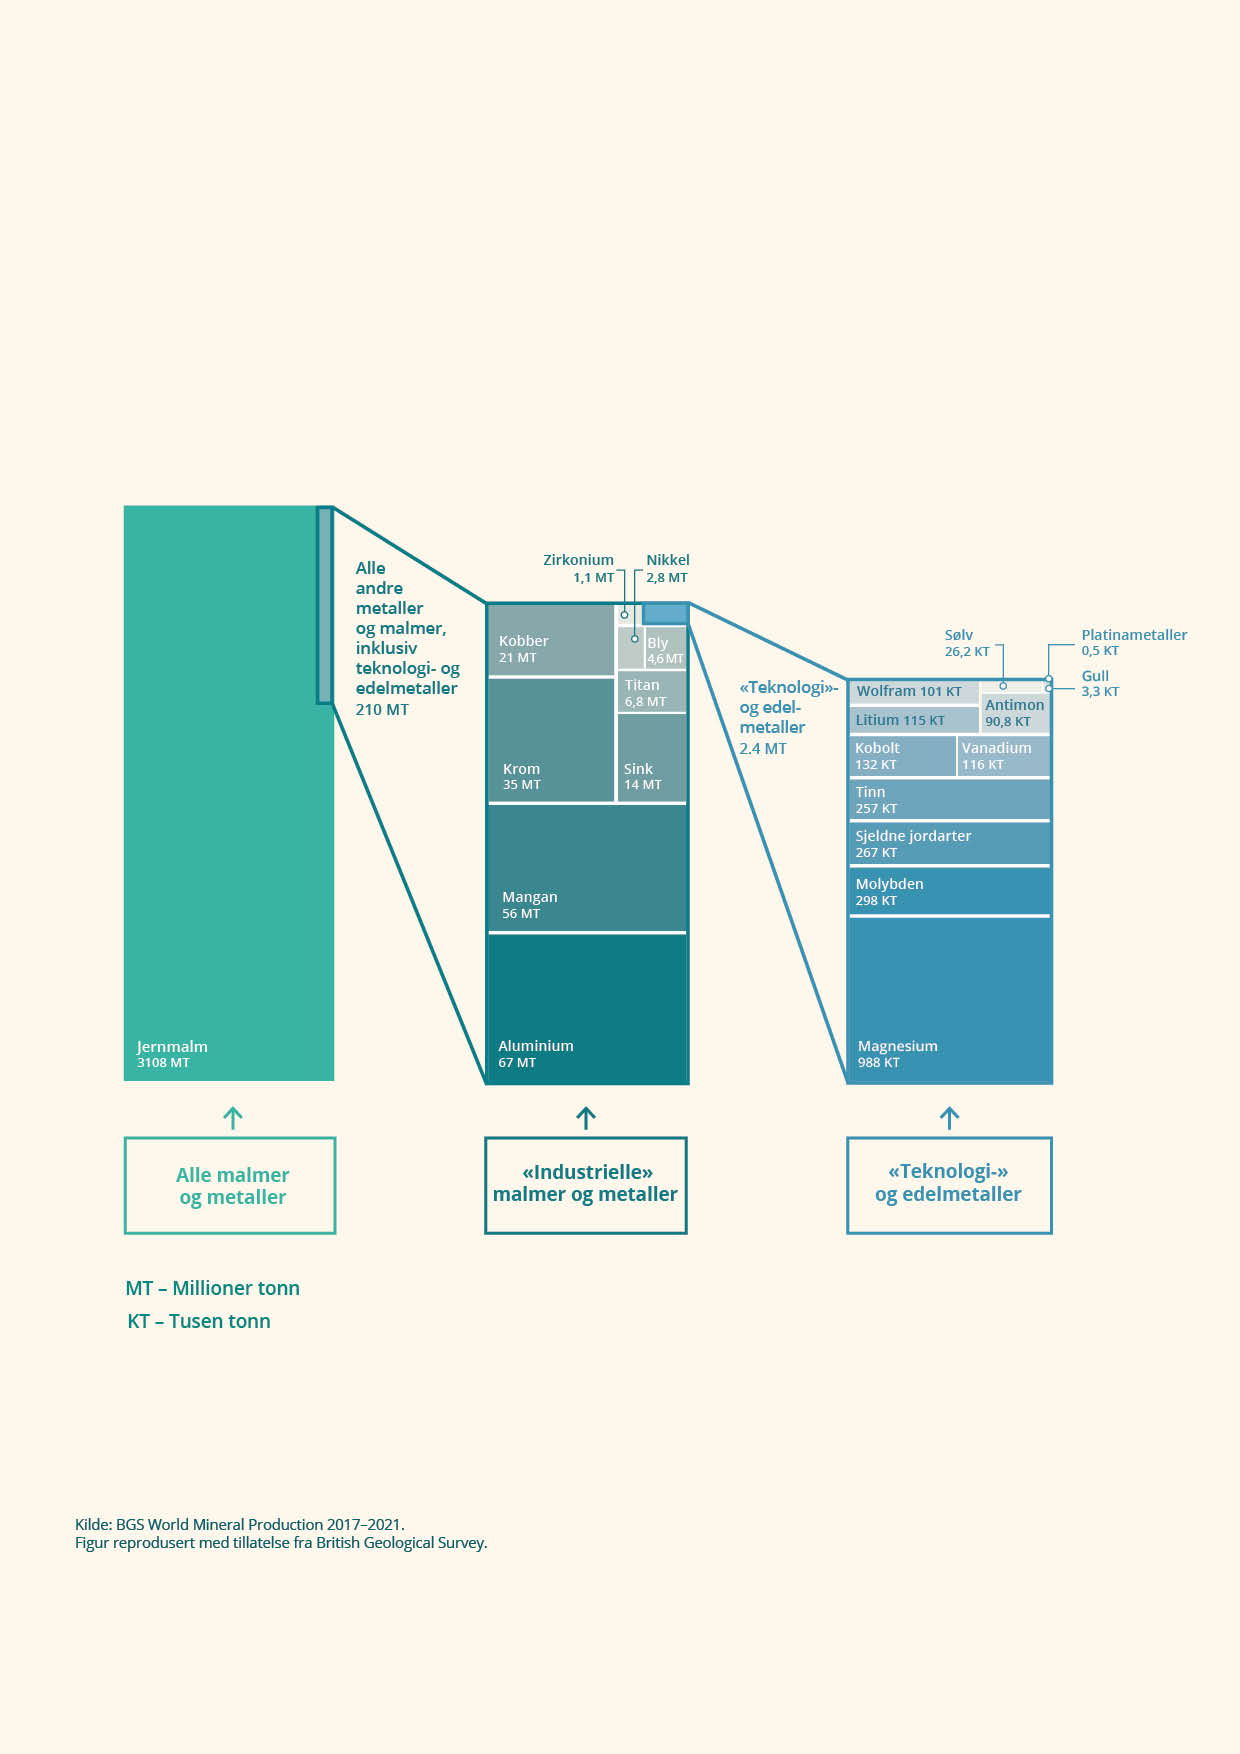 Alle
andre
metaller
og malmer,
inklusiv
teknologi- og
edelmetaller
210 MT
Jernmalm
3108 MT
Zirkonium
1,1 MT
Nikkel
2,8 MT
Kobber
21 MT
Bly
4,6 MT
Titan
6,8 MT
Krom
35 MT
Sink
14 MT
Mangan
56 MT
Aluminium
67 MT
«Teknologi»-
og edel-
metaller
2.4 MT
Sølv
26,2 KT
Platinametaller
0,5 KT
Gull
3,3 KT
Wolfram 101 KT
Antimon
90,8 KT
Litium 115 KT
Kobolt
132 KT
Vanadium
116 KT
Tinn
257 KT
Sjeldne jordarter
267 KT
Molybden
298 KT
Magnesium
988 KT
Alle malmer
og metaller
«Industrielle»
malmer og metaller
«Teknologi-»
og edelmetaller
MT – Millioner tonn
KT – Tusen tonn
Kilde: BGS World Mineral Production 2017–2021.
Figur reprodusert med tillatelse fra British Geological Survey.